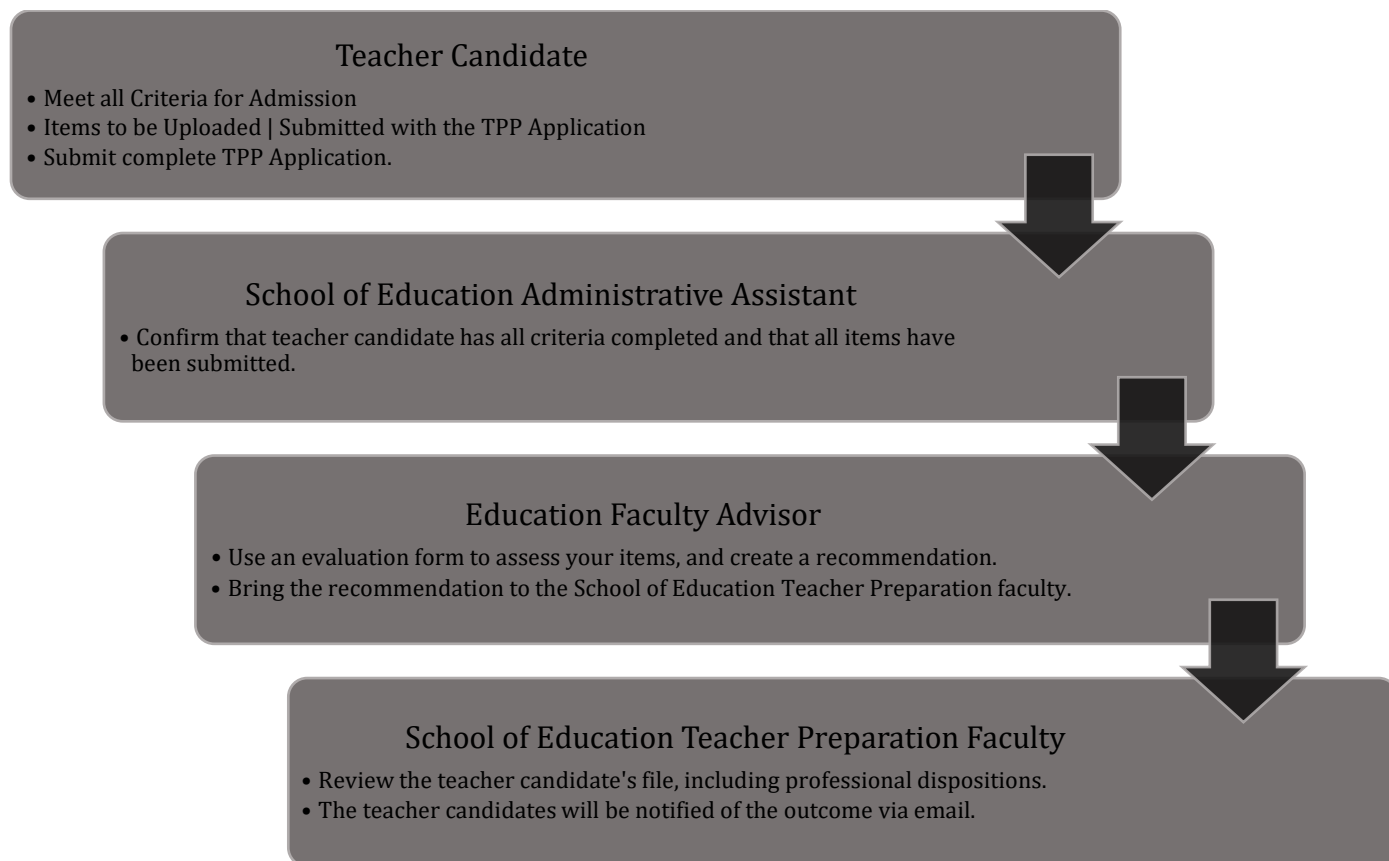 Teacher Candidate
• Meet all Criteria for Admission
• Items to be Uploaded | Submitted with the TPP Application
• Submit complete TPP Application.
School of Education Administrative Assistant
• Confirm that teacher candidate has all criteria completed and that all items have
been submitted.
Education Faculty Advisor
• Use an evaluation form to assess your items, and create a recommendation.
• Bring the recommendation to the School of Education Teacher Preparation faculty.
School of Education Teacher Preparation Faculty
• Review the teacher candidate's file, including professional dispositions.
• The teacher candidates will be notified of the outcome via email.